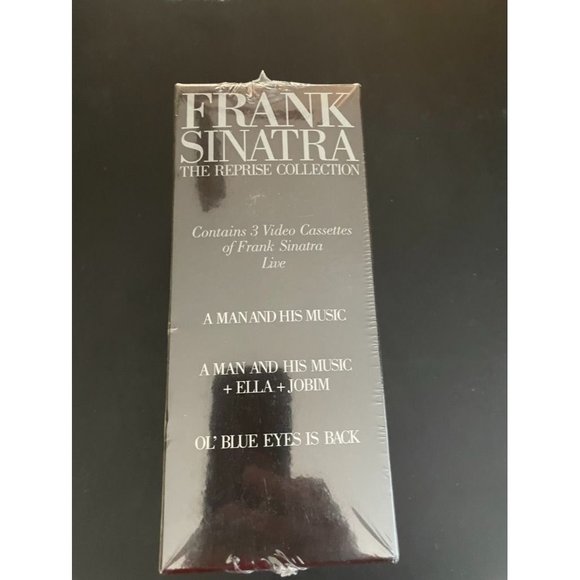 FRANK
SINATRA
THE REPRISE COLLECTION
Contains 3 Video Cassettes
of Frank Sinatra
Live
A MAN AND HIS MUSIC
A MAN AND HIS MUSIC
+ ELLA + JOBIM
OL' BLUE EYES IS BACK